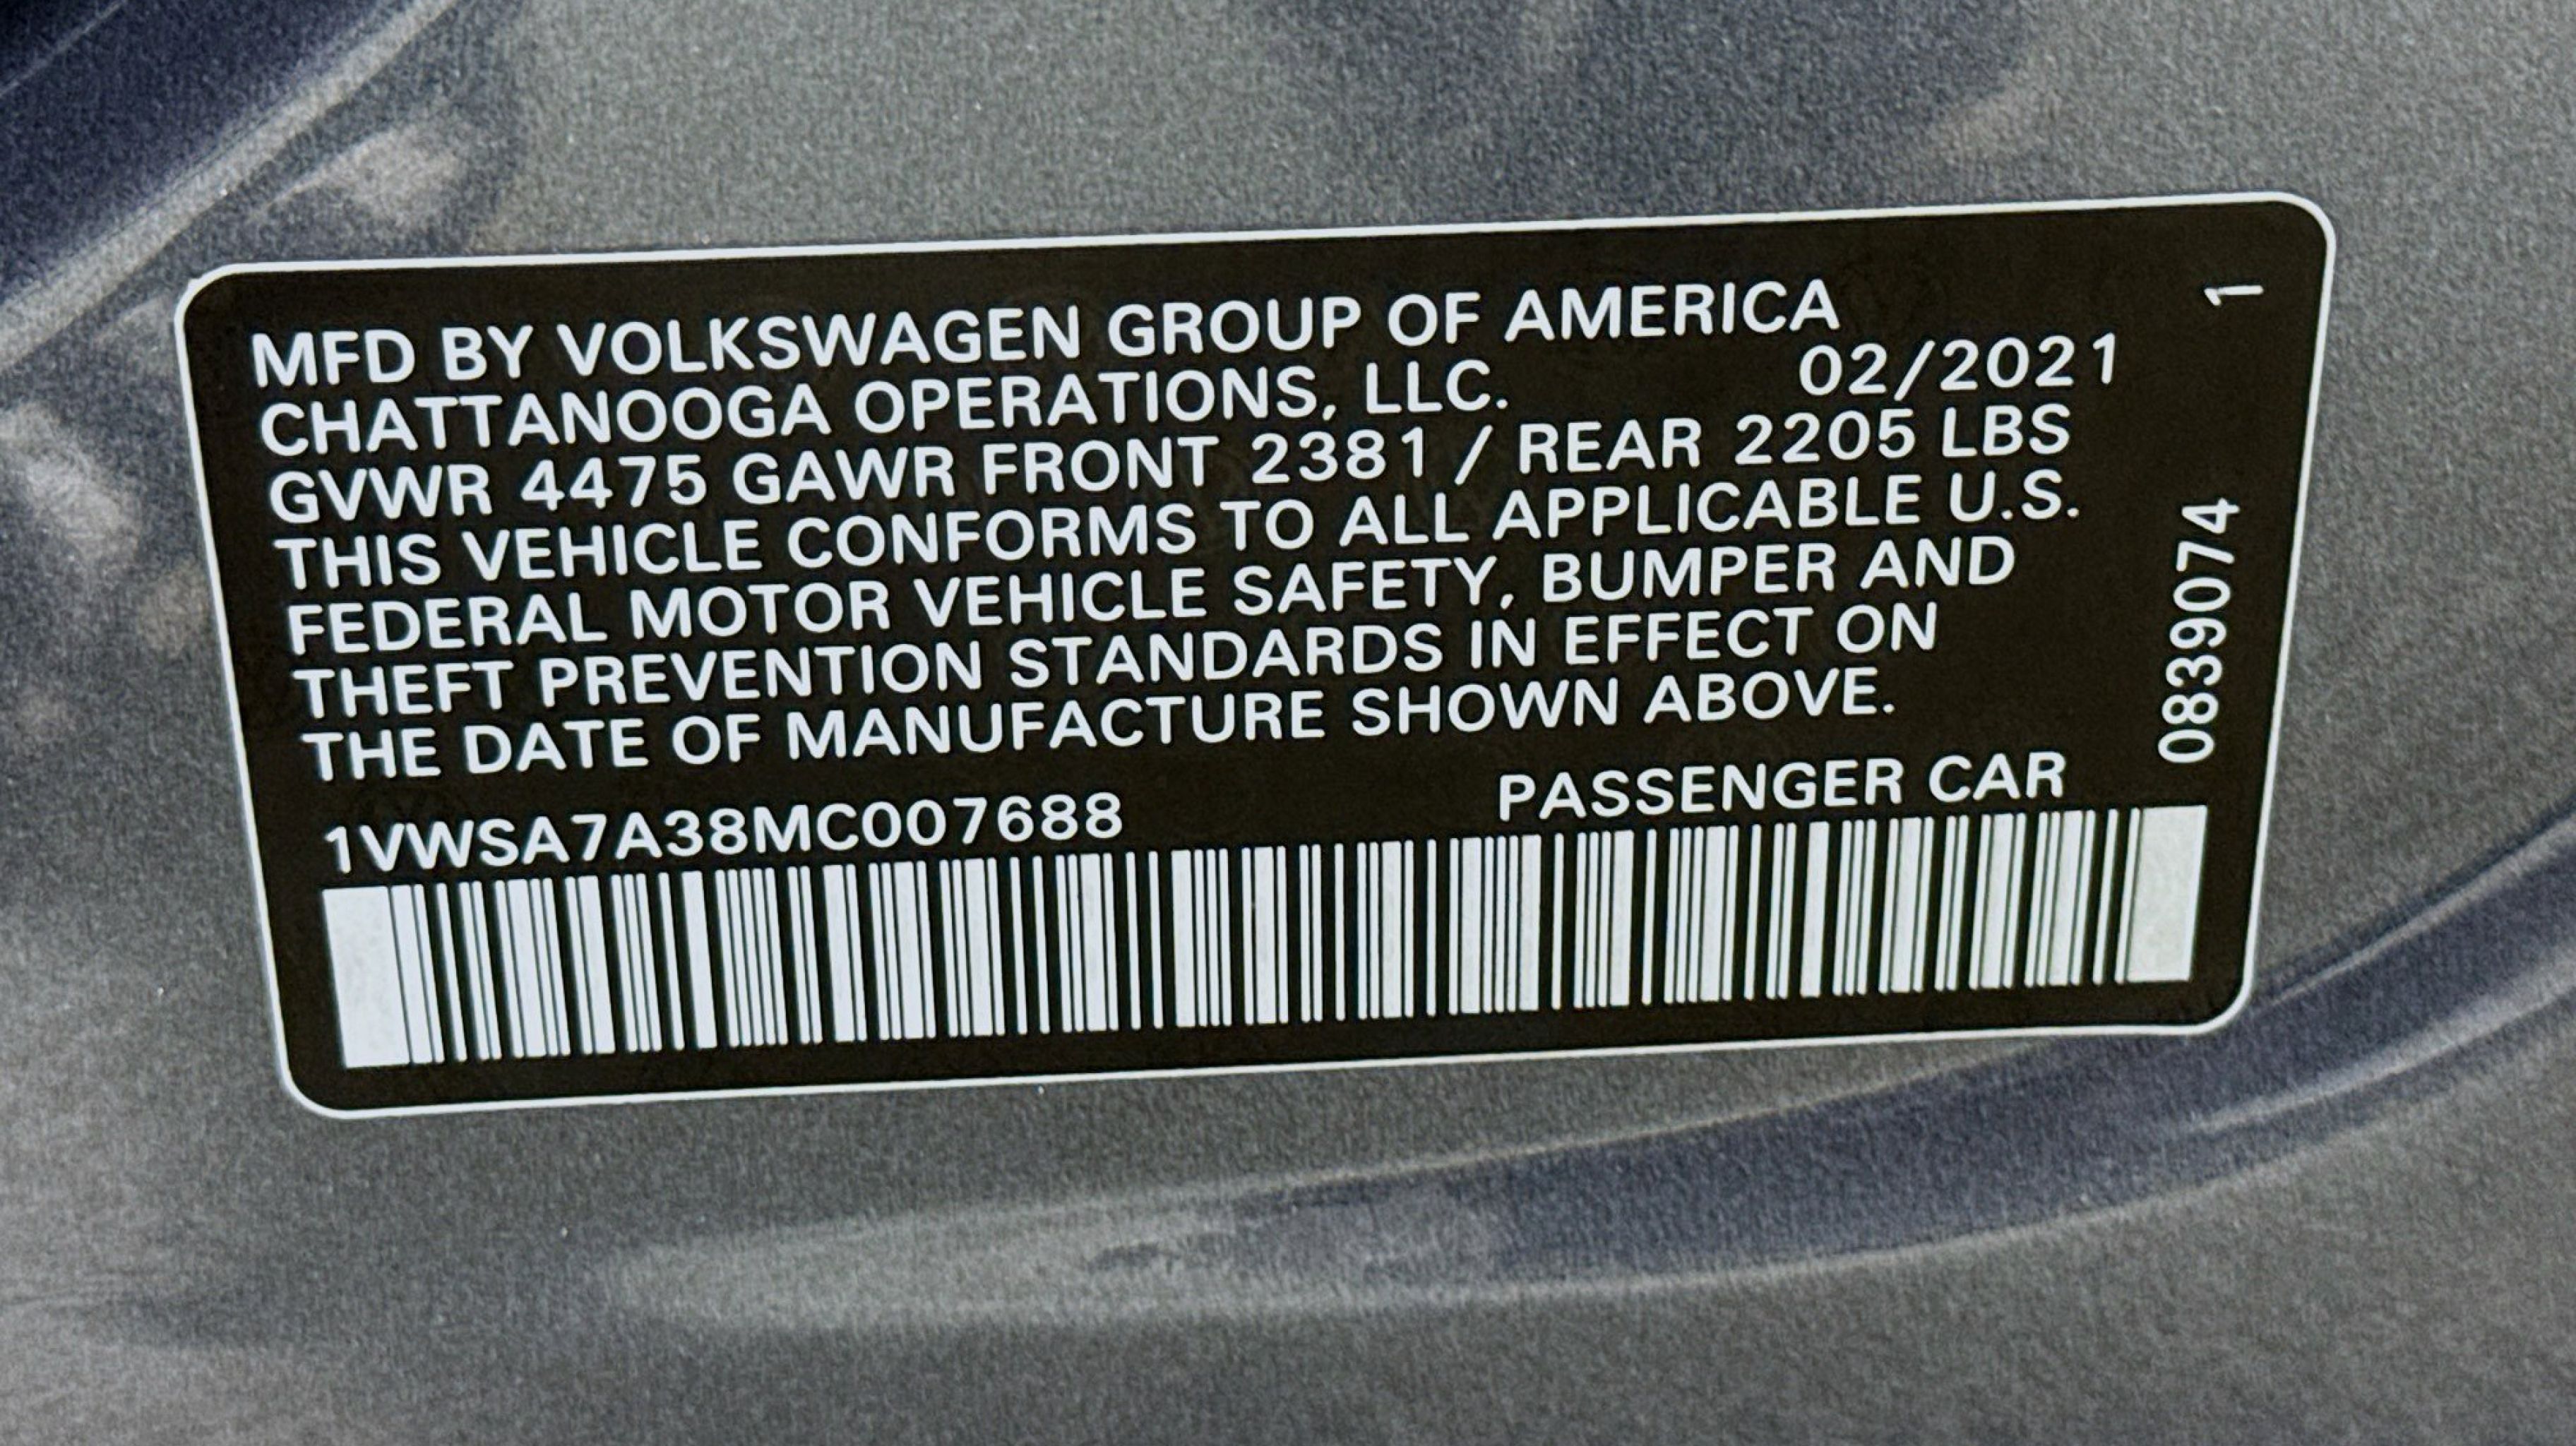 MFD BY VOLKSWAGEN GROUP OF AMERICA
CHATTANOOGA OPERATIONS, LLC. 02/2021
GVWR 4475 GAWR FRONT 2381 / REAR 2205 LBS
THIS VEHICLE CONFORMS TO ALL APPLICABLE U.S.
FEDERAL MOTOR VEHICLE SAFETY, BUMPER AND
THEFT PREVENTION STANDARDS IN EFFECT ON
THE DATE OF MANUFACTURE SHOWN ABOVE.
1VWSA7A38MC007688 PASSENGER CAR
0839074 1